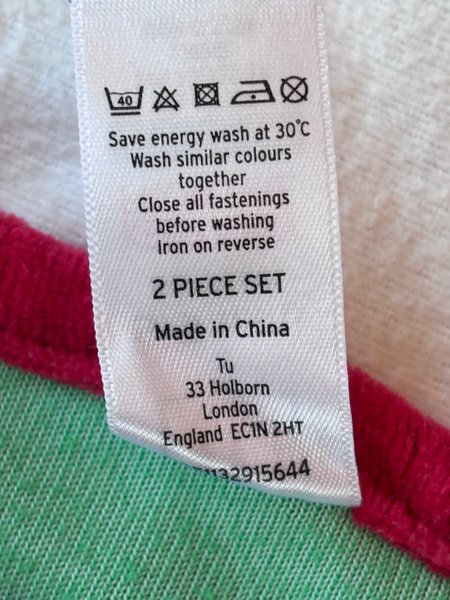 40
Save energy wash at 30°C
Wash similar colours
together
Close all fastenings
before washing
Iron on reverse
2 PIECE SET
Made in China
Tu
33 Holborn
London
England EC1N 2HT
132915644